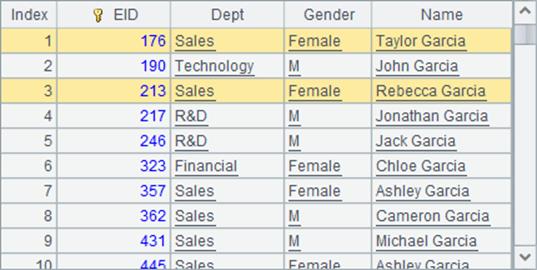 Index EID Dept Gender Name
1 176 Sales Female Taylor Garcia
2 190 Technology M John Garcia
3 213 Sales Female Rebecca Garcia
4 217 R&D M Jonathan Garcia
5 246 R&D M Jack Garcia
6 323 Financial Female Chloe Garcia
7 357 Sales Female Ashley Garcia
8 362 Sales M Cameron Garcia
9 431 Sales M Michael Garcia
10 445 Sales Female Ashley Garcia